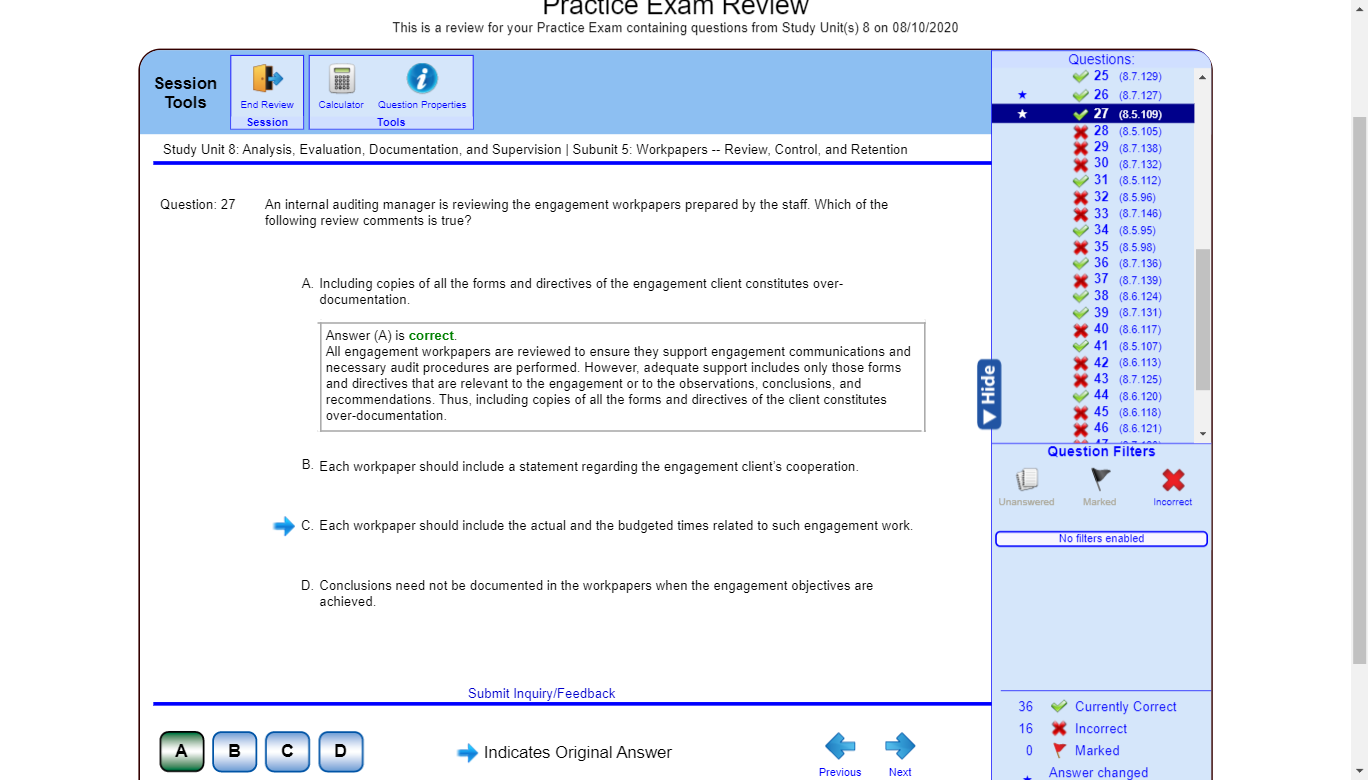 Practice Exam Review
This is a review for your Practice Exam containing questions from Study Unit(s) 8 on 08/10/2020
Session
Tools
End Review
Session
Calculator
Question Properties
Tools
Study Unit 8: Analysis, Evaluation, Documentation, and Supervision | Subunit 5: Workpapers -- Review, Control, and Retention
Question: 27
An internal auditing manager is reviewing the engagement workpapers prepared by the staff. Which of the
following review comments is true?
A. Including copies of all the forms and directives of the engagement client constitutes over-
documentation.
Answer (A) is correct.
All engagement workpapers are reviewed to ensure they support engagement communications and
necessary audit procedures are performed. However, adequate support includes only those forms
and directives that are relevant to the engagement or to the observations, conclusions, and
recommendations. Thus, including copies of all the forms and directives of the client constitutes
over-documentation.
B. Each workpaper should include a statement regarding the engagement client's cooperation.
C. Each workpaper should include the actual and the budgeted times related to such engagement work.
D. Conclusions need not be documented in the workpapers when the engagement objectives are
achieved.
Submit Inquiry/Feedback
A
B
C
D
Indicates Original Answer
Previous
Next
Hide
Questions:
25 (8.7.129)
26 (8.7.127)
27 (8.5.109)
28 (8.5.105)
29 (8.7.138)
30 (8.7.132)
31 (8.5.112)
32 (8.5.96)
33 (8.7.146)
34 (8.5.95)
35 (8.5.98)
36 (8.7.136)
37 (8.7.139)
38 (8.6.124)
39 (8.7.131)
40 (8.6.117)
41 (8.5.107)
42 (8.6.113)
43 (8.7.125)
44 (8.6.120)
45 (8.6.118)
46 (8.6.121)
Question Filters
Unanswered
Marked
Incorrect
No filters enabled
36 Currently Correct
16 Incorrect
0 Marked
Answer changed